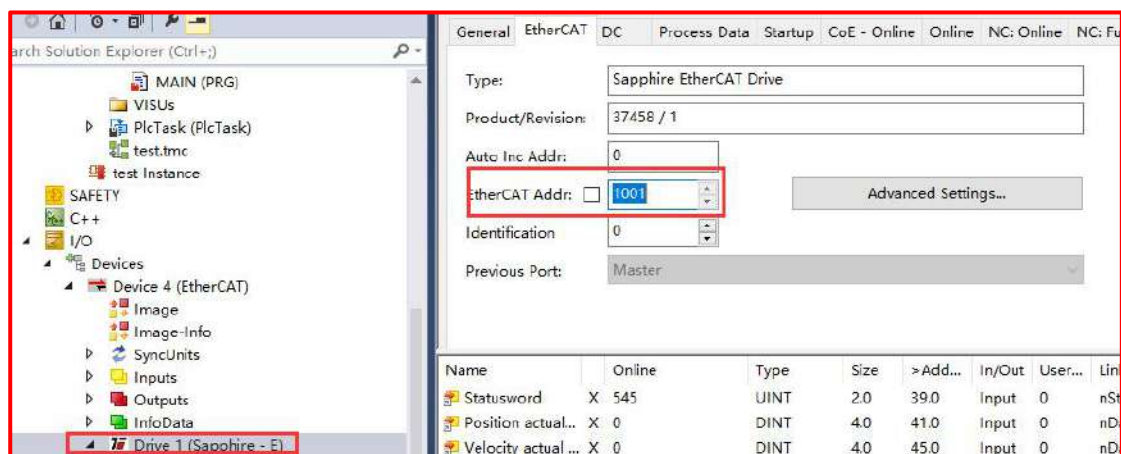 arch Solution Explorer (Ctrl+;)
MAIN (PRG)
VISUs
PlcTask (PlcTask)
test.tmc
test Instance
SAFETY
C++
I/O
Devices
Device 4 (EtherCAT)
Image
Image-Info
SyncUnits
Inputs
Outputs
InfoData
Drive 1 (Sapphire - E)
General EtherCAT DC Process Data Startup CoE - Online Online NC: Online NC: Fu
Type: Sapphire EtherCAT Drive
Product/Revision: 37458 / 1
Auto Inc Addr: 0
EtherCAT Addr: 1001
Advanced Settings...
Identification 0
Previous Port: Master
Name Online Type Size >Add... In/Out User... Lin
Statusword X 545 UINT 2.0 39.0 Input 0 nSt
Position actual... X 0 DINT 4.0 41.0 Input 0 nDa
Velocity actual ... X 0 DINT 4.0 45.0 Input 0 nDa